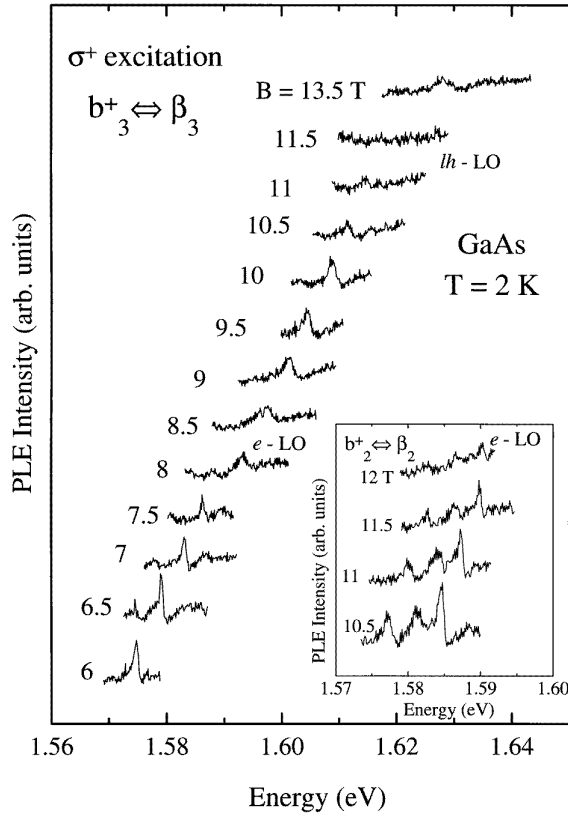 σ⁺ excitation
b⁺₃ ⇔ β₃
B = 13.5 T
11.5
lh - LO
11
10.5
GaAs
T = 2 K
10
9.5
9
8.5
e - LO
8
7.5
7
6.5
6
PLE Intensity (arb. units)
1.56 1.58 1.60 1.62 1.64
Energy (eV)
b⁺₂ ⇔ β₂
e - LO
12 T
11.5
11
10.5
PLE Intensity (arb. units)
1.57 1.58 1.59 1.60
Energy (eV)